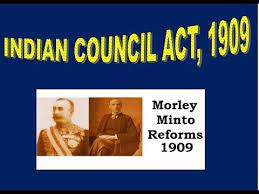 INDIAN COUNCIL ACT, 1909
Morley
Minto
Reforms
1909